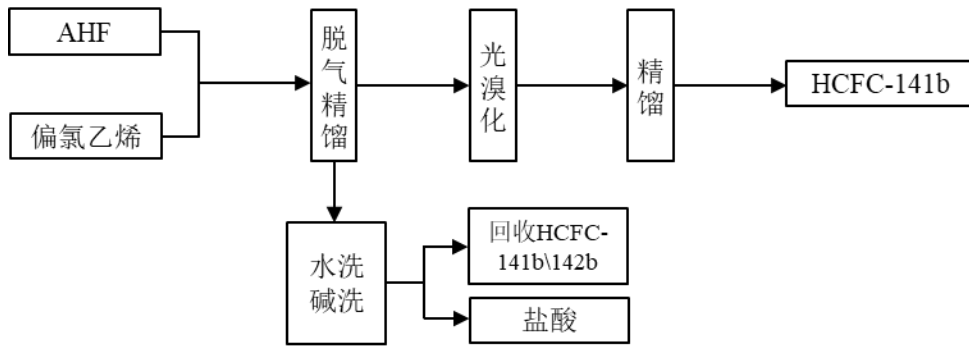 AHF
偏氯乙烯
脱气精馏
光溴化
精馏
HCFC-141b
水洗
碱洗
回收HCFC-
141b\142b
盐酸